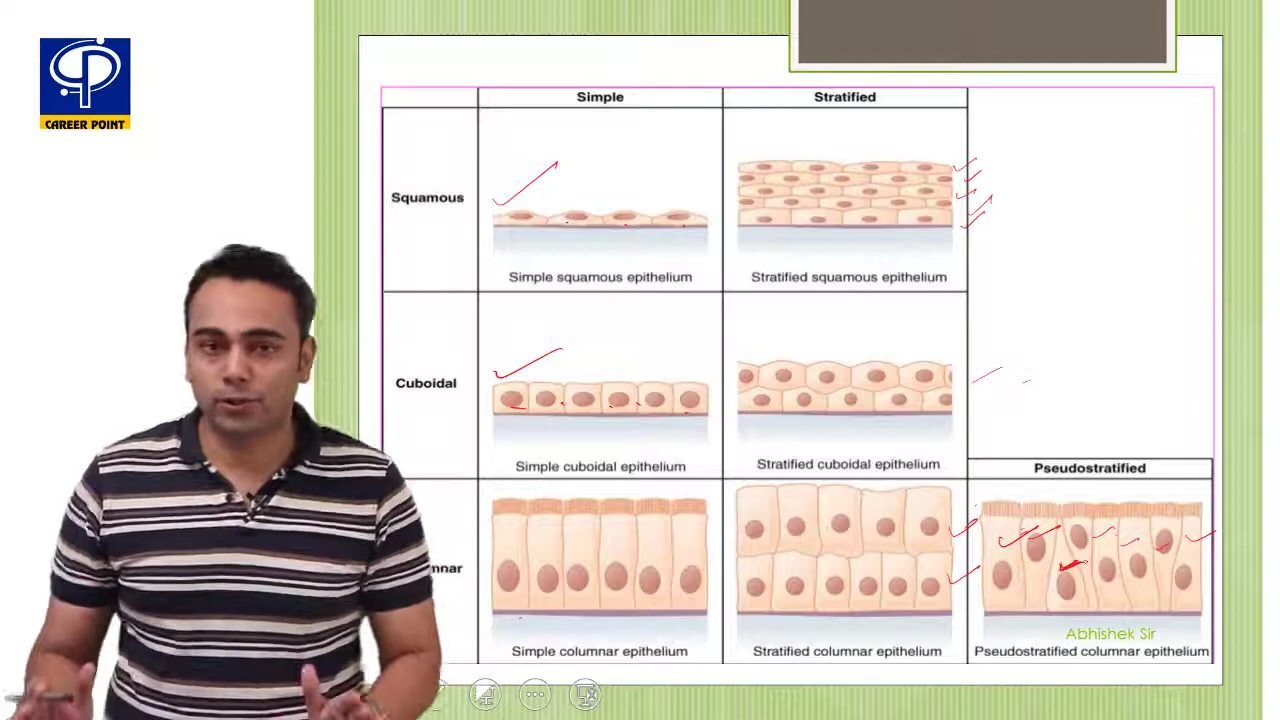 CAREER POINT
Simple
Stratified
Squamous
Simple squamous epithelium
Stratified squamous epithelium
Cuboidal
Simple cuboidal epithelium
Stratified cuboidal epithelium
Pseudostratified
mnar
Abhishek Sir
Simple columnar epithelium
Stratified columnar epithelium
Pseudostratified columnar epithelium